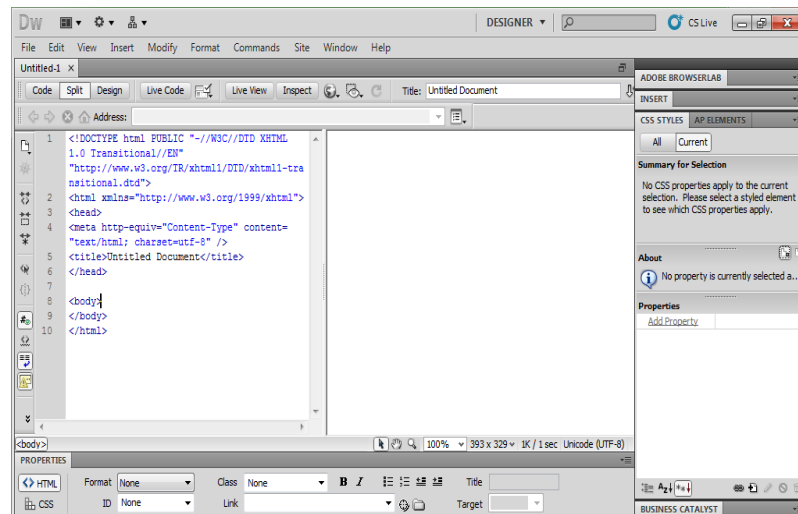 Dw DESIGNER CS Live
File Edit View Insert Modify Format Commands Site Window Help
Untitled-1 ×
Code Split Design Live Code Live View Inspect Title: Untitled Document
Address:
ADOBE BROWSERLAB
INSERT
CSS STYLES AP ELEMENTS
All Current
Summary for Selection
No CSS properties apply to the current
selection. Please select a styled element
to see which CSS properties apply.
About
No property is currently selected a...
Properties
Add Property
1 <!DOCTYPE html PUBLIC "-//W3C//DTD XHTML
1.0 Transitional//EN"
"http://www.w3.org/TR/xhtml1/DTD/xhtml1-tra
nsitional.dtd">
2 <html xmlns="http://www.w3.org/1999/xhtml">
3 <head>
4 <meta http-equiv="Content-Type" content=
"text/html; charset=utf-8" />
5 <title>Untitled Document</title>
6 </head>
7
8 <body>
9 </body>
10 </html>
<body> 100% 393 x 329 1K / 1 sec Unicode (UTF-8)
PROPERTIES
<> HTML Format None Class None B I Title
CSS ID None Link Target
BUSINESS CATALYST